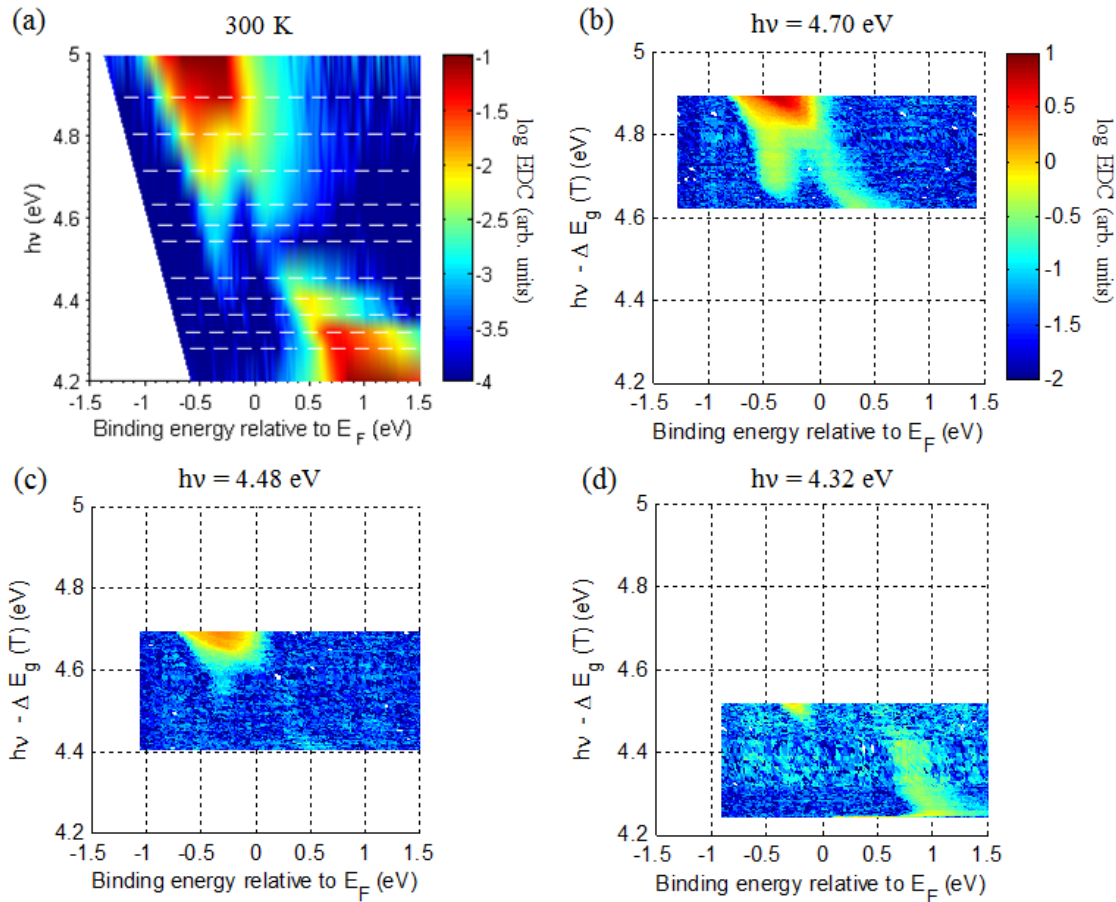 (a)
300 K
hν (eV)
5
4.8
4.6
4.4
4.2
-1.5 -1 -0.5 0 0.5 1 1.5
Binding energy relative to E_F (eV)
-1
-1.5
-2
-2.5
-3
-3.5
-4
log EDC (arb. units)
(b)
hν = 4.70 eV
hν - Δ E_g (T) (eV)
5
4.8
4.6
4.4
4.2
-1.5 -1 -0.5 0 0.5 1 1.5
Binding energy relative to E_F (eV)
1
0.5
0
-0.5
-1
-1.5
-2
log EDC (arb. units)
(c)
hν = 4.48 eV
hν - Δ E_g (T) (eV)
5
4.8
4.6
4.4
4.2
-1.5 -1 -0.5 0 0.5 1 1.5
Binding energy relative to E_F (eV)
(d)
hν = 4.32 eV
hν - Δ E_g (T) (eV)
5
4.8
4.6
4.4
4.2
-1.5 -1 -0.5 0 0.5 1 1.5
Binding energy relative to E_F (eV)